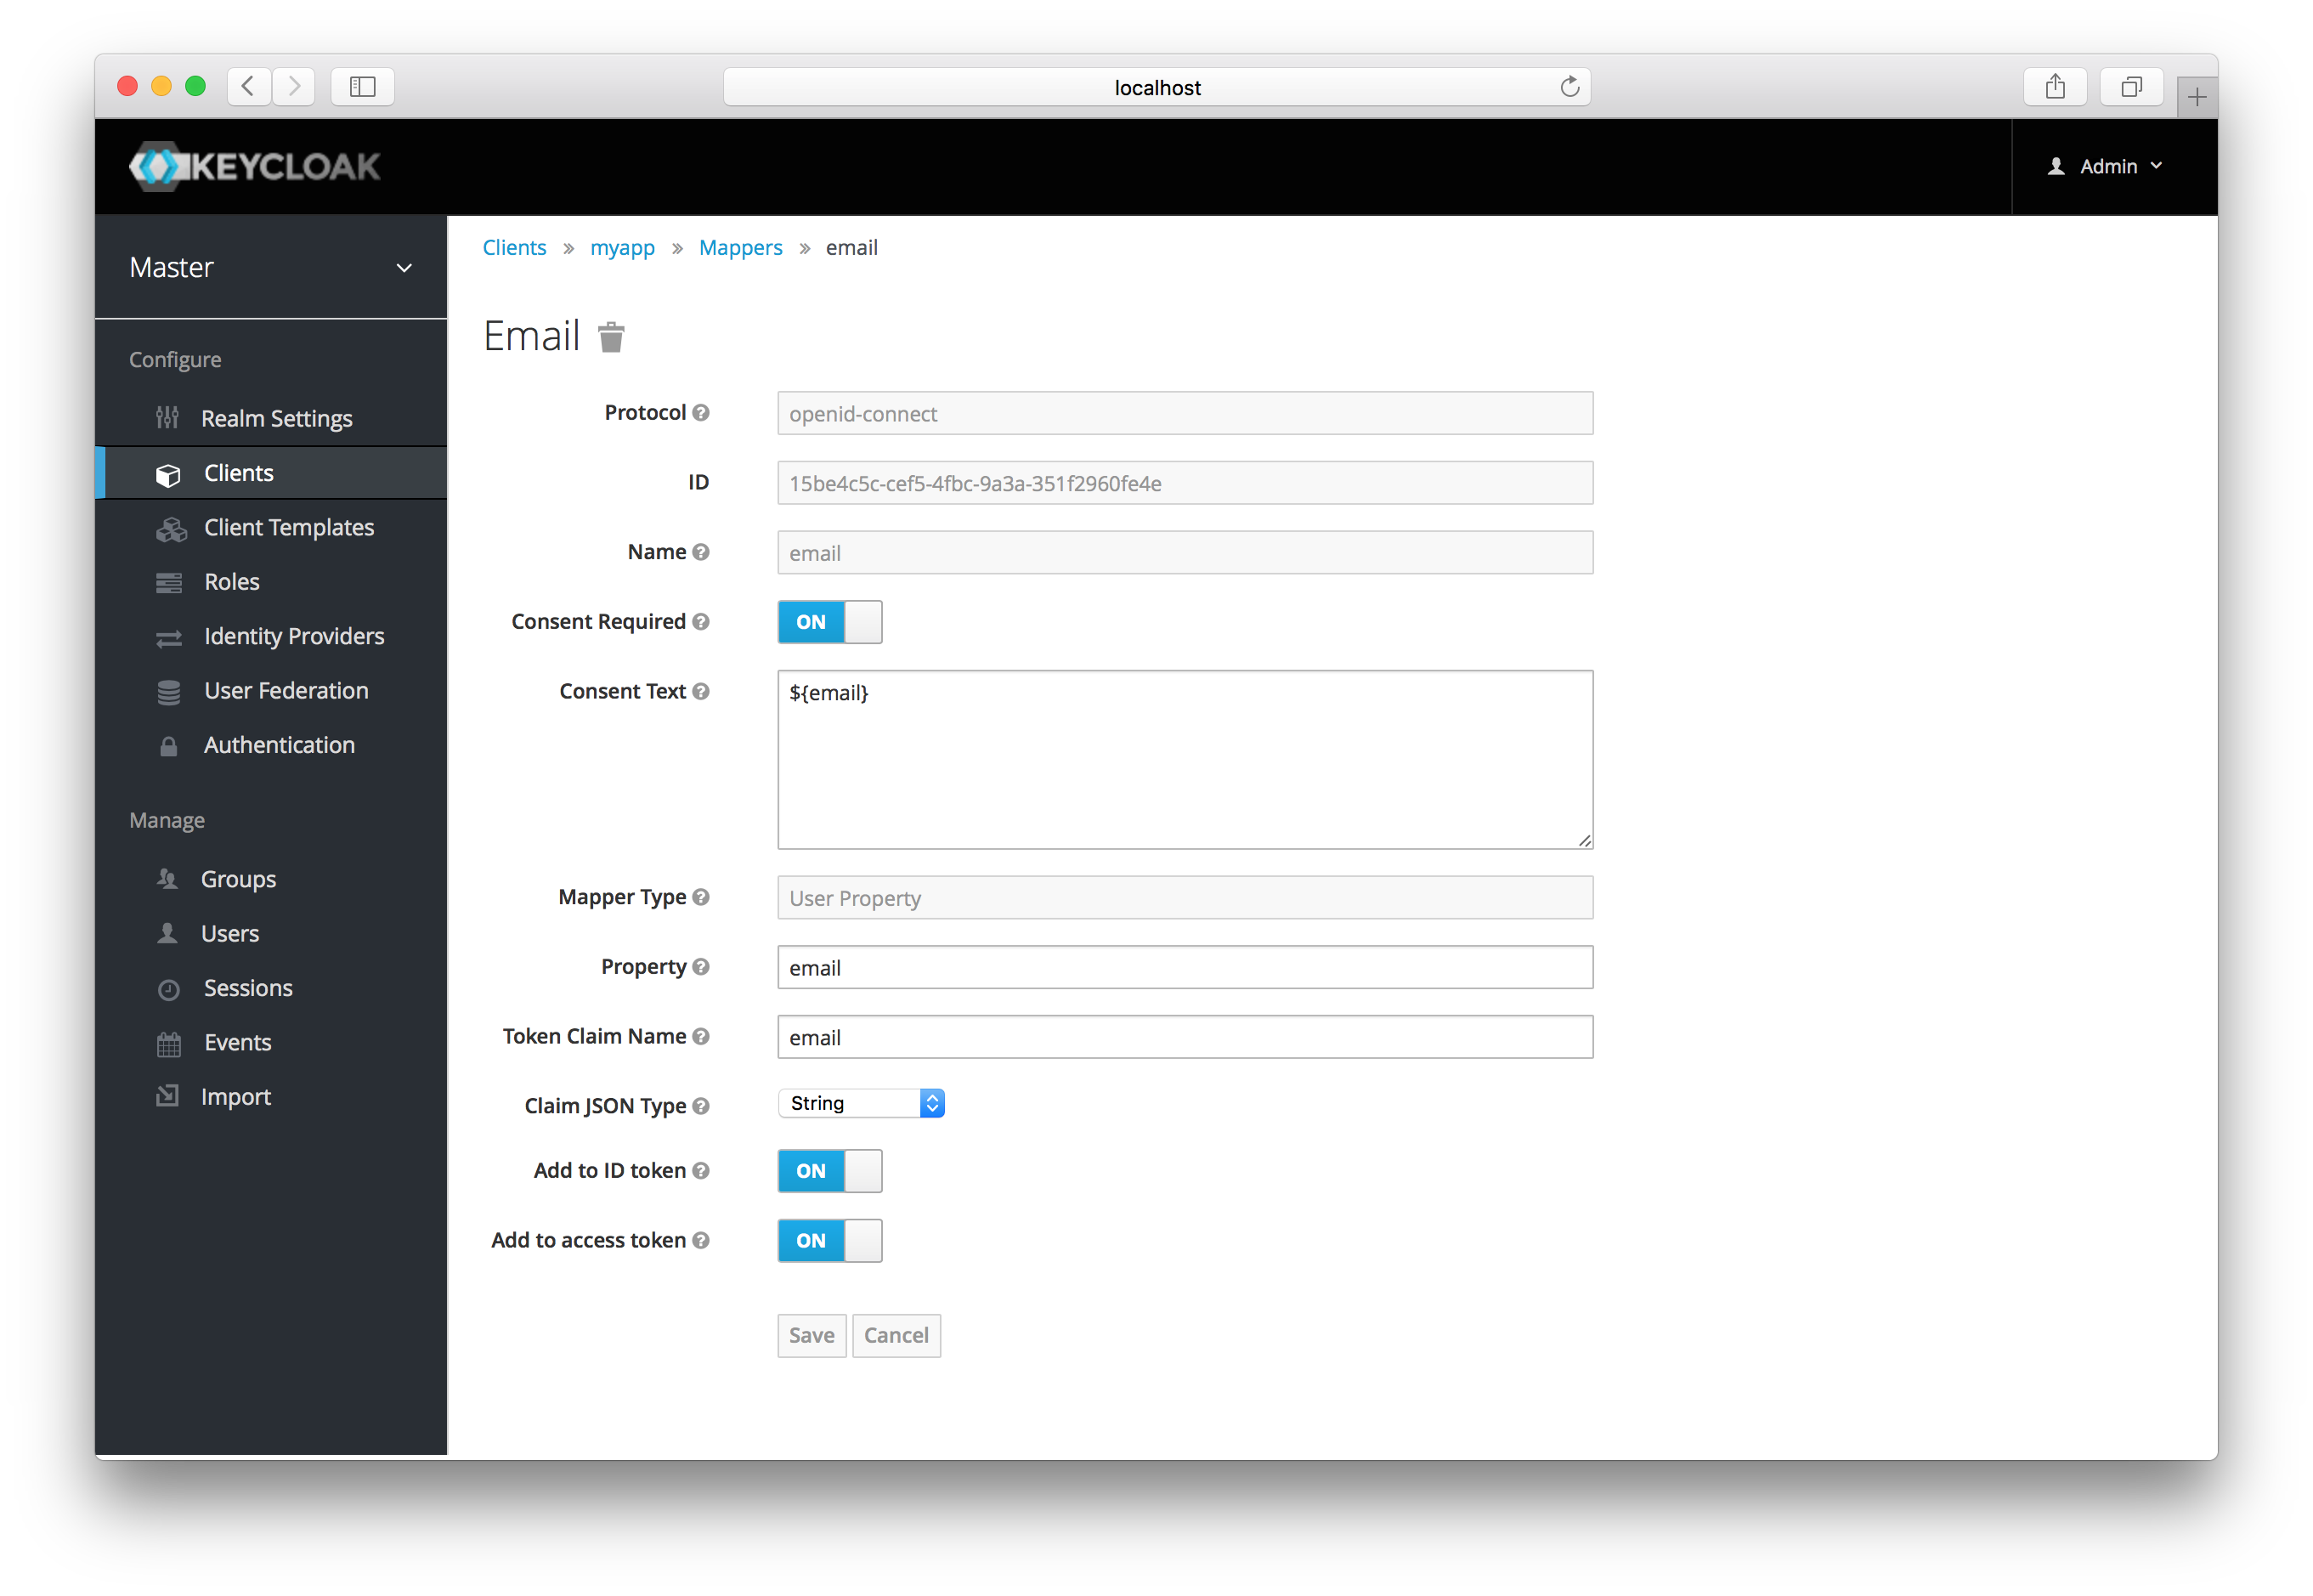 localhost
KEYCLOAK
Admin
Master
Clients » myapp » Mappers » email
Configure
Realm Settings
Clients
Client Templates
Roles
Identity Providers
User Federation
Authentication
Manage
Groups
Users
Sessions
Events
Import
Email
Protocol openid-connect
ID 15be4c5c-cef5-4fbc-9a3a-351f2960fe4e
Name email
Consent Required ON
Consent Text ${email}
Mapper Type User Property
Property email
Token Claim Name email
Claim JSON Type String
Add to ID token ON
Add to access token ON
Save Cancel